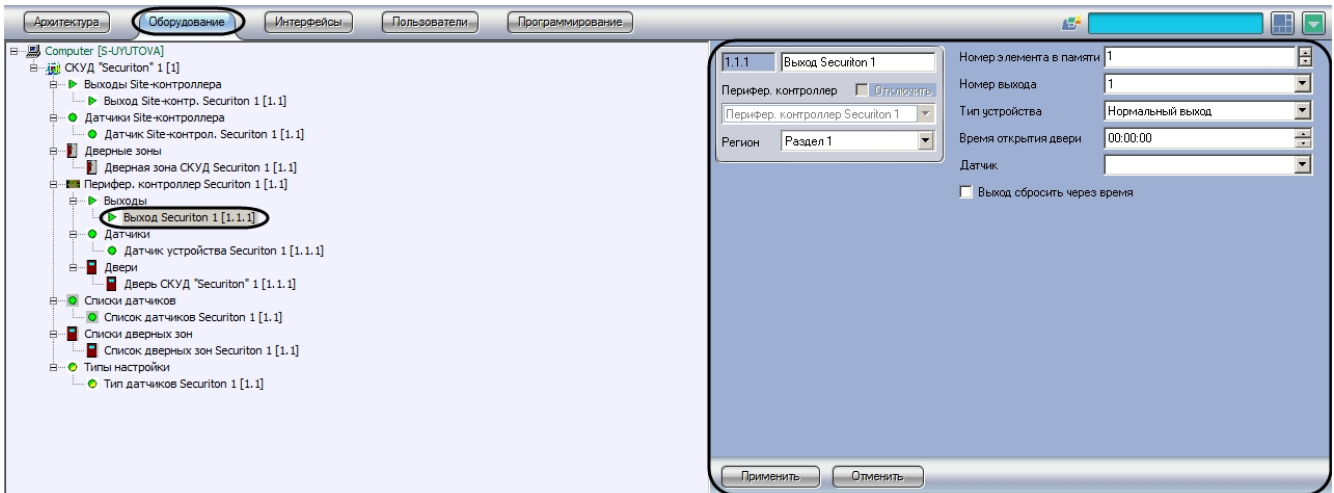 Архитектура Оборудование Интерфейсы Пользователи Программирование
Computer [S-UYUTOVA]
СКУД "Securiton" 1 [1]
Выходы Site-контроллера
Выход Site-контр. Securiton 1 [1.1]
Датчики Site-контроллера
Датчик Site-контрол. Securiton 1 [1.1]
Дверные зоны
Дверная зона СКУД Securiton 1 [1.1]
Перифер. контроллер Securiton 1 [1.1]
Выходы
Выход Securiton 1 [1.1.1]
Датчики
Датчик устройства Securiton 1 [1.1.1]
Двери
Дверь СКУД "Securiton" 1 [1.1.1]
Списки датчиков
Список датчиков Securiton 1 [1.1]
Списки дверных зон
Список дверных зон Securiton 1 [1.1]
Типы настройки
Тип датчиков Securiton 1 [1.1]
1.1.1 Выход Securiton 1
Перифер. контроллер Отключить
Перифер. контроллер Securiton 1
Регион Раздел 1
Номер элемента в памяти 1
Номер выхода 1
Тип устройства Нормальный выход
Время открытия двери 00:00:00
Датчик
Выход сбросить через время
Применить Отменить